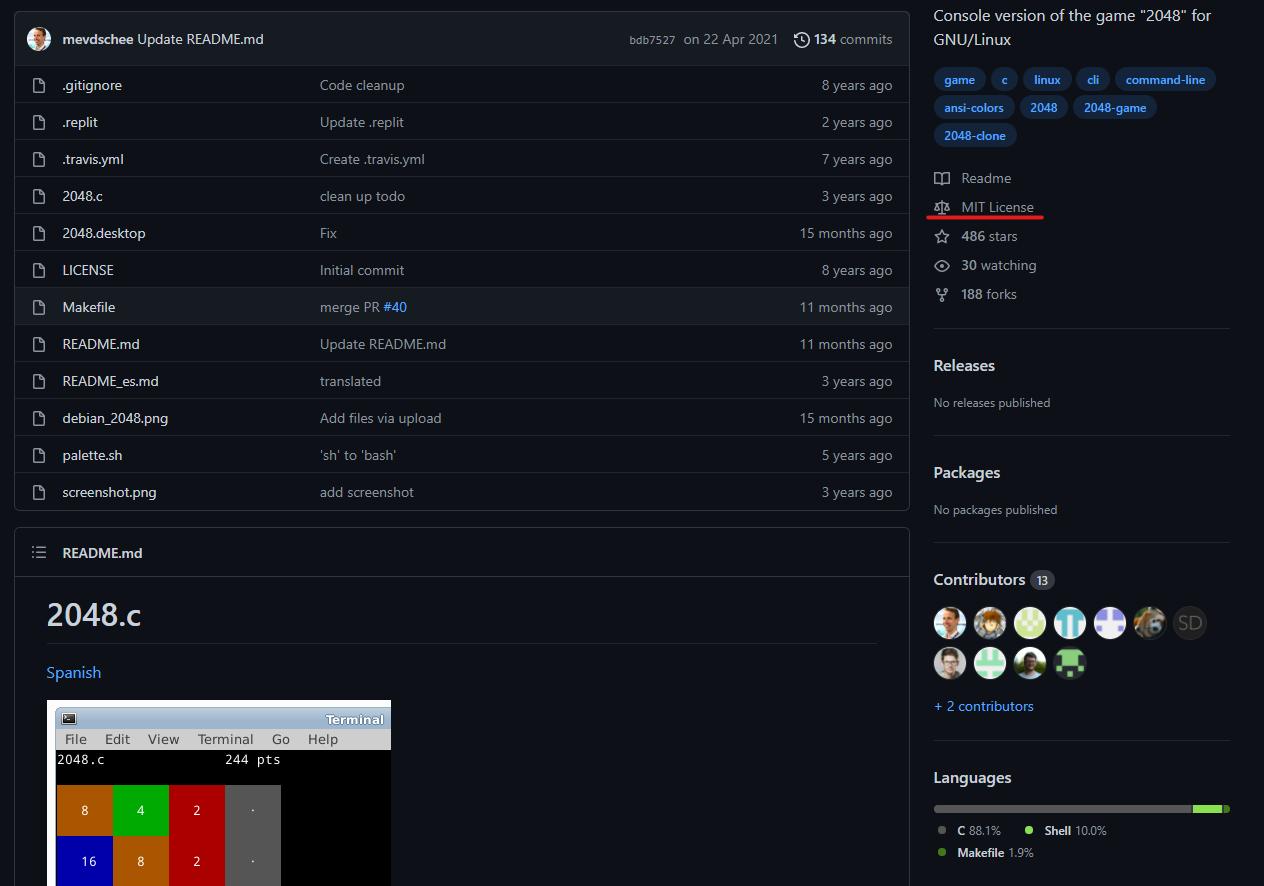 mevdschee Update README.md bdb7527 on 22 Apr 2021 134 commits
.gitignore Code cleanup 8 years ago
.replit Update .replit 2 years ago
.travis.yml Create .travis.yml 7 years ago
2048.c clean up todo 3 years ago
2048.desktop Fix 15 months ago
LICENSE Initial commit 8 years ago
Makefile merge PR #40 11 months ago
README.md Update README.md 11 months ago
README_es.md translated 3 years ago
debian_2048.png Add files via upload 15 months ago
palette.sh 'sh' to 'bash' 5 years ago
screenshot.png add screenshot 3 years ago
README.md
2048.c
Spanish
Terminal
File Edit View Terminal Go Help
2048.c 244 pts
8 4 2 ·
16 8 2 ·
Console version of the game "2048" for
GNU/Linux
game c linux cli command-line
ansi-colors 2048 2048-game
2048-clone
Readme
MIT License
486 stars
30 watching
188 forks
Releases
No releases published
Packages
No packages published
Contributors 13
SD
+ 2 contributors
Languages
C 88.1% Shell 10.0%
Makefile 1.9%